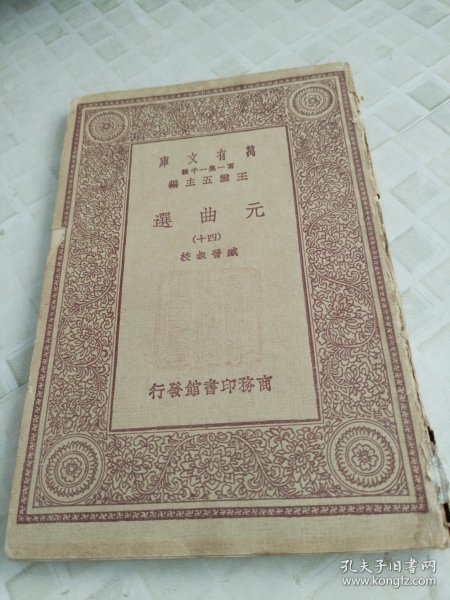 萬有文庫
第一集一千種
王雲五主編
元曲選
(十四)
臧晉叔校
商務印書館發行
孔夫子旧书网
www.kongfz.com